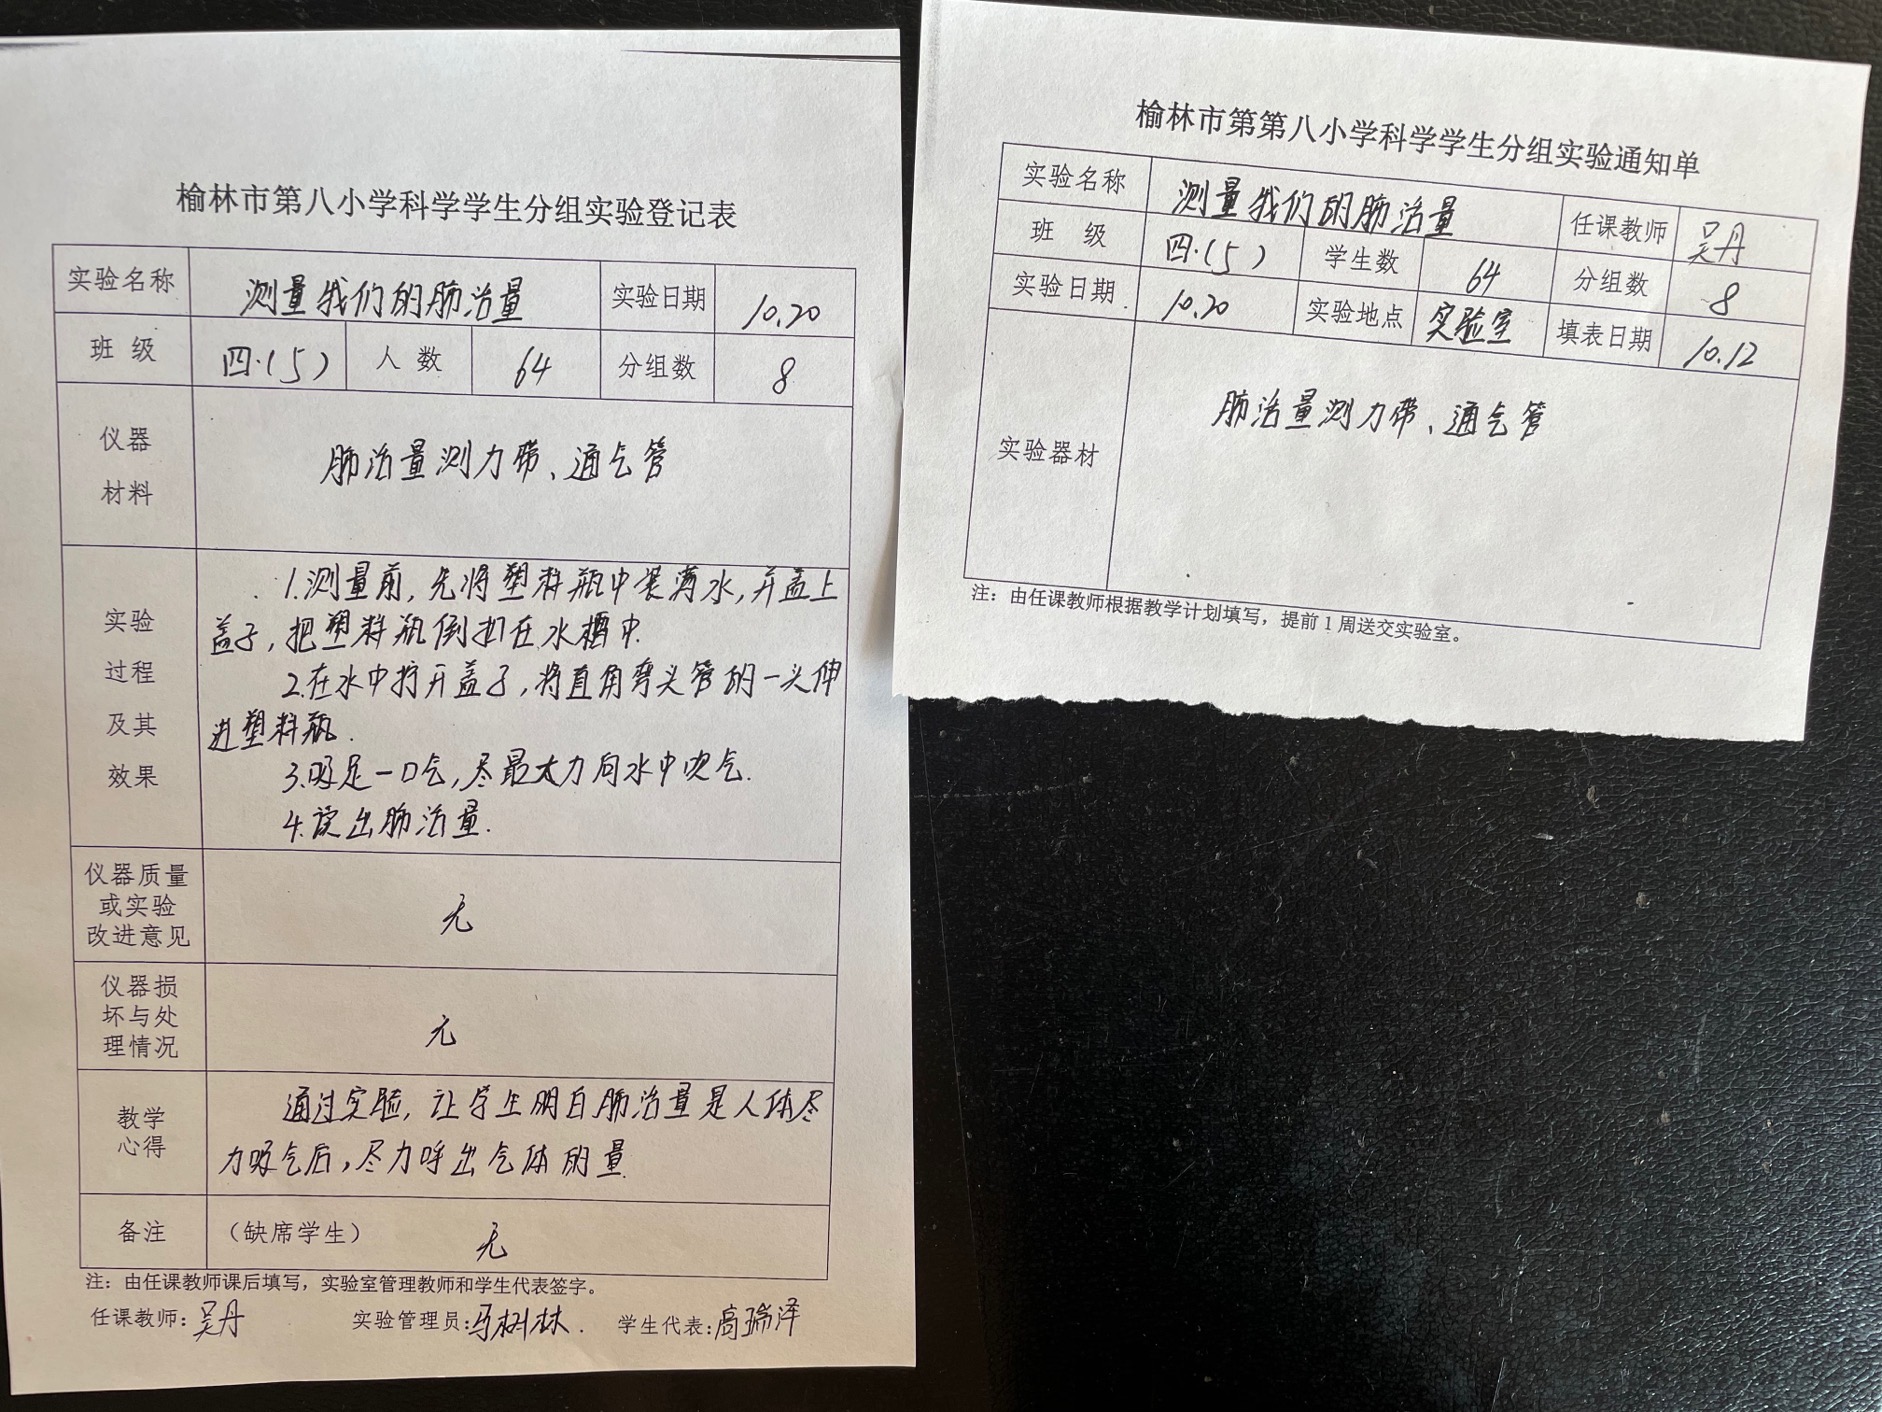 榆林市第八小学科学学生分组实验登记表
实验名称 测量我们的肺活量 实验日期 10.20
班 级 四.(5) 人 数 64 分组数 8
仪器
材料
肺活量测力带、通气管
实验
过程
及其
效果
1.测量前,先将塑料瓶中装满水,并盖上
盖子,把塑料瓶倒扣在水槽中.
2.在水中拧开盖子,将直角弯头管的一头伸
进塑料瓶.
3.吸足一口气,尽最大力向水中吹气.
4.读出肺活量.
仪器质量
或实验
改进意见
无
仪器损
坏与处
理情况
无
教学
心得
通过实验,让学生明白肺活量是人体尽
力吸气后,尽力呼出气体的量.
备注 (缺席学生) 无
注:由任课教师课后填写,实验室管理教师和学生代表签字。
任课教师:吴丹 实验管理员:马树林. 学生代表:高瑞泽
榆林市第第八小学科学学生分组实验通知单
实验名称 测量我们的肺活量 任课教师 吴丹
班 级 四.(5) 学生数 64 分组数 8
实验日期 10.20 实验地点 实验室 填表日期 10.12
实验器材 肺活量测力带、通气管
注:由任课教师根据教学计划填写,提前1周送交实验室。